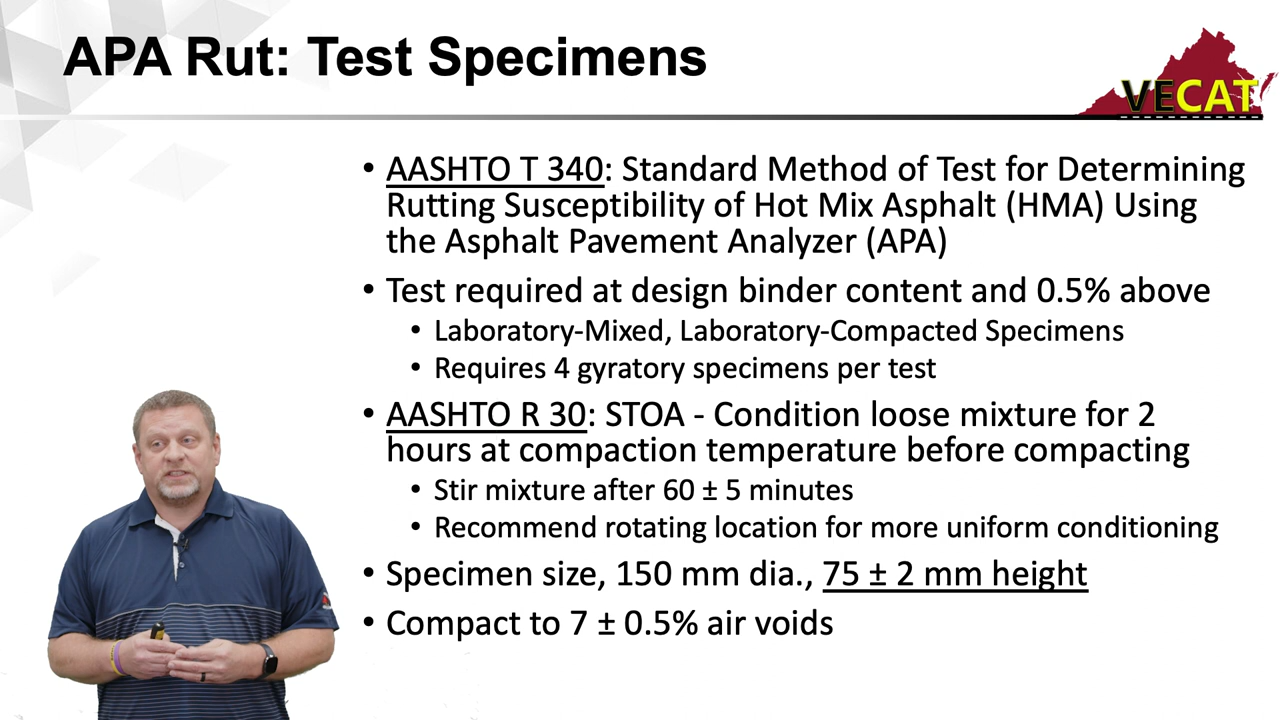 APA Rut: Test Specimens
VECAT
• AASHTO T 340: Standard Method of Test for Determining
Rutting Susceptibility of Hot Mix Asphalt (HMA) Using
the Asphalt Pavement Analyzer (APA)
• Test required at design binder content and 0.5% above
• Laboratory-Mixed, Laboratory-Compacted Specimens
• Requires 4 gyratory specimens per test
• AASHTO R 30: STOA - Condition loose mixture for 2
hours at compaction temperature before compacting
• Stir mixture after 60 ± 5 minutes
• Recommend rotating location for more uniform conditioning
• Specimen size, 150 mm dia., 75 ± 2 mm height
• Compact to 7 ± 0.5% air voids